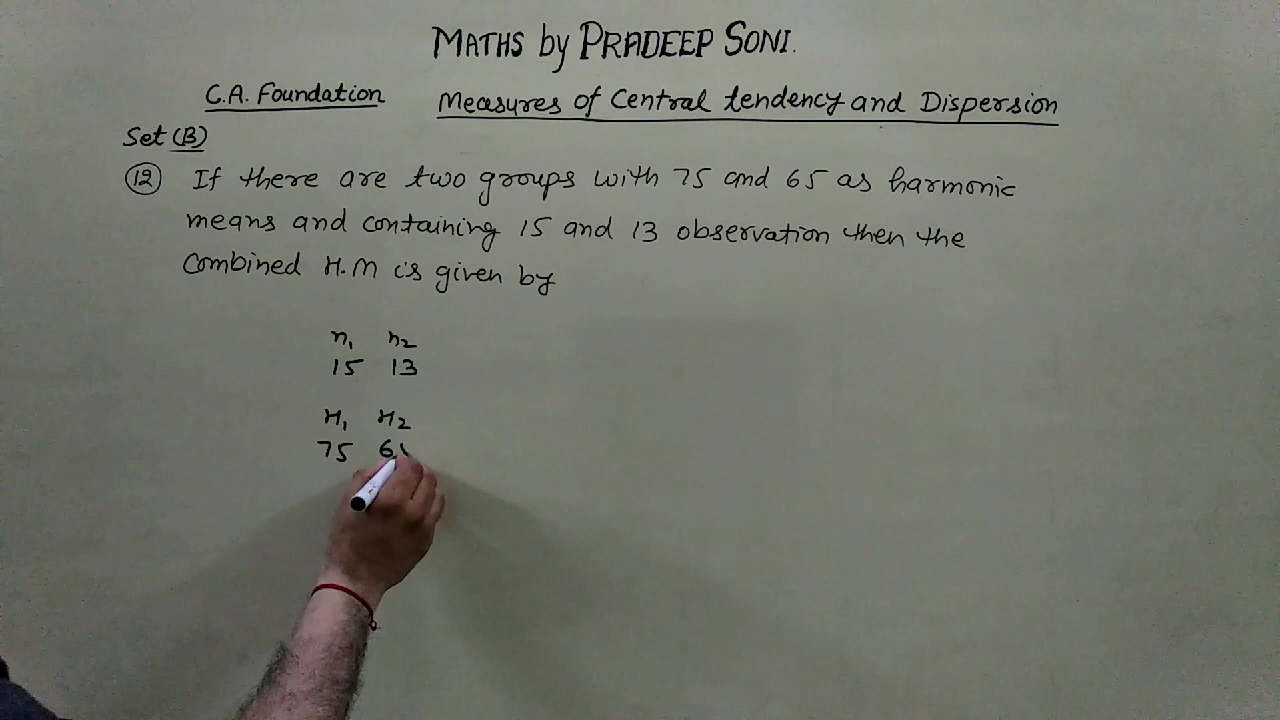 MATHS by PRADEEP SONI.
C.A. Foundation Measures of Central tendency and Dispersion
Set (B)
(12) If there are two groups with 75 and 65 as harmonic
means and containing 15 and 13 observation then the
combined H.M is given by
n₁ n₂
15 13
H₁ H₂
75